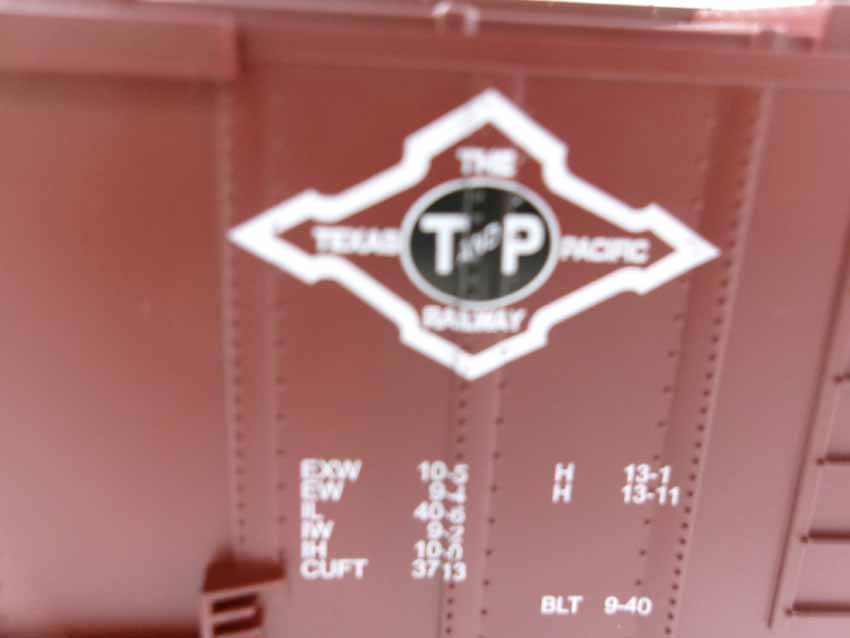 THE
TEXAS T AND P PACIFIC
RAILWAY
EXW 10-5 H 13-1
EW 9-4 H 13-11
IL 40-6
IW 9-2
IH 10-0
CUFT 3713
BLT 9-40